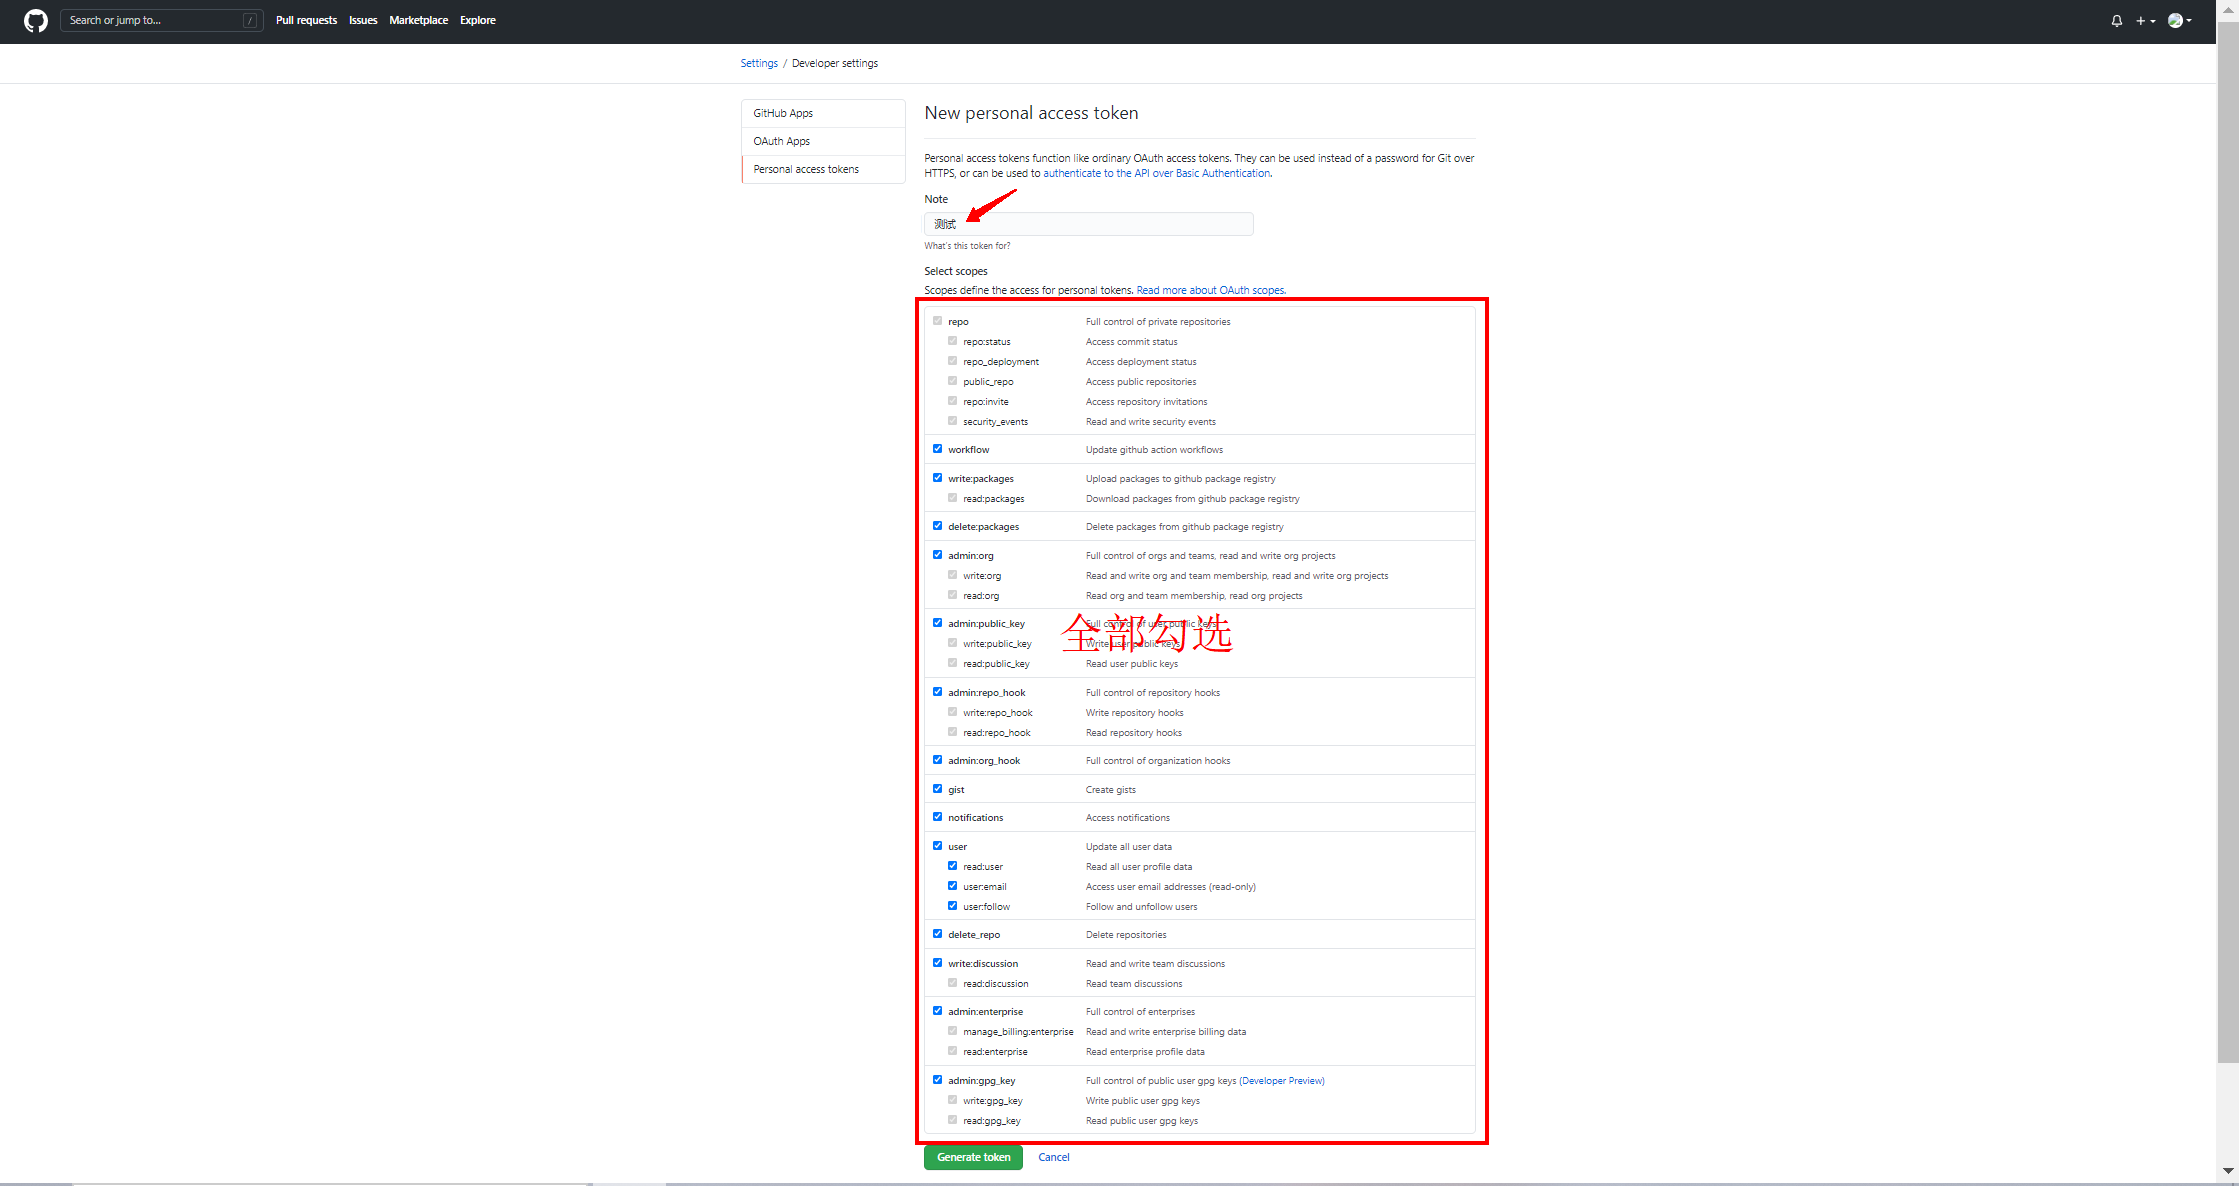 Search or jump to... /
Pull requests Issues Marketplace Explore
Settings / Developer settings
GitHub Apps
OAuth Apps
Personal access tokens
New personal access token
Personal access tokens function like ordinary OAuth access tokens. They can be used instead of a password for Git over
HTTPS, or can be used to authenticate to the API over Basic Authentication.
Note
测试
What's this token for?
Select scopes
Scopes define the access for personal tokens. Read more about OAuth scopes.
repo Full control of private repositories
repo:status Access commit status
repo_deployment Access deployment status
public_repo Access public repositories
repo:invite Access repository invitations
security_events Read and write security events
workflow Update github action workflows
write:packages Upload packages to github package registry
read:packages Download packages from github package registry
delete:packages Delete packages from github package registry
admin:org Full control of orgs and teams, read and write org projects
write:org Read and write org and team membership, read and write org projects
read:org Read org and team membership, read org projects
admin:public_key Full control of user public keys
全部勾选
write:public_key Write user public keys
read:public_key Read user public keys
admin:repo_hook Full control of repository hooks
write:repo_hook Write repository hooks
read:repo_hook Read repository hooks
admin:org_hook Full control of organization hooks
gist Create gists
notifications Access notifications
user Update all user data
read:user Read all user profile data
user:email Access user email addresses (read-only)
user:follow Follow and unfollow users
delete_repo Delete repositories
write:discussion Read and write team discussions
read:discussion Read team discussions
admin:enterprise Full control of enterprises
manage_billing:enterprise Read and write enterprise billing data
read:enterprise Read enterprise profile data
admin:gpg_key Full control of public user gpg keys (Developer Preview)
write:gpg_key Write public user gpg keys
read:gpg_key Read public user gpg keys
Generate token Cancel